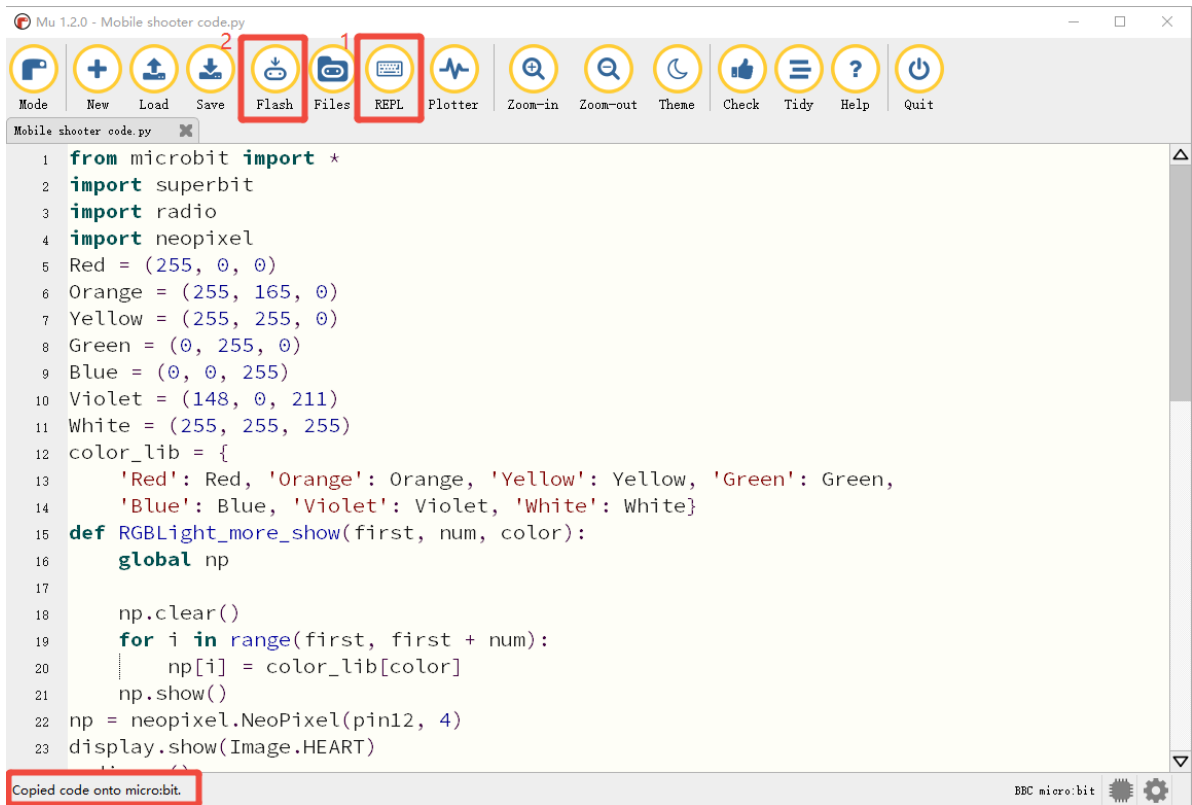 Mu 1.2.0 - Mobile shooter code.py
2 1
Mode New Load Save Flash Files REPL Plotter Zoom-in Zoom-out Theme Check Tidy Help Quit
Mobile shooter code.py
1 from microbit import *
2 import superbit
3 import radio
4 import neopixel
5 Red = (255, 0, 0)
6 Orange = (255, 165, 0)
7 Yellow = (255, 255, 0)
8 Green = (0, 255, 0)
9 Blue = (0, 0, 255)
10 Violet = (148, 0, 211)
11 White = (255, 255, 255)
12 color_lib = {
13     'Red': Red, 'Orange': Orange, 'Yellow': Yellow, 'Green': Green,
14     'Blue': Blue, 'Violet': Violet, 'White': White}
15 def RGBLight_more_show(first, num, color):
16     global np
17
18     np.clear()
19     for i in range(first, first + num):
20         np[i] = color_lib[color]
21     np.show()
22 np = neopixel.NeoPixel(pin12, 4)
23 display.show(Image.HEART)
Copied code onto micro:bit. BBC micro:bit